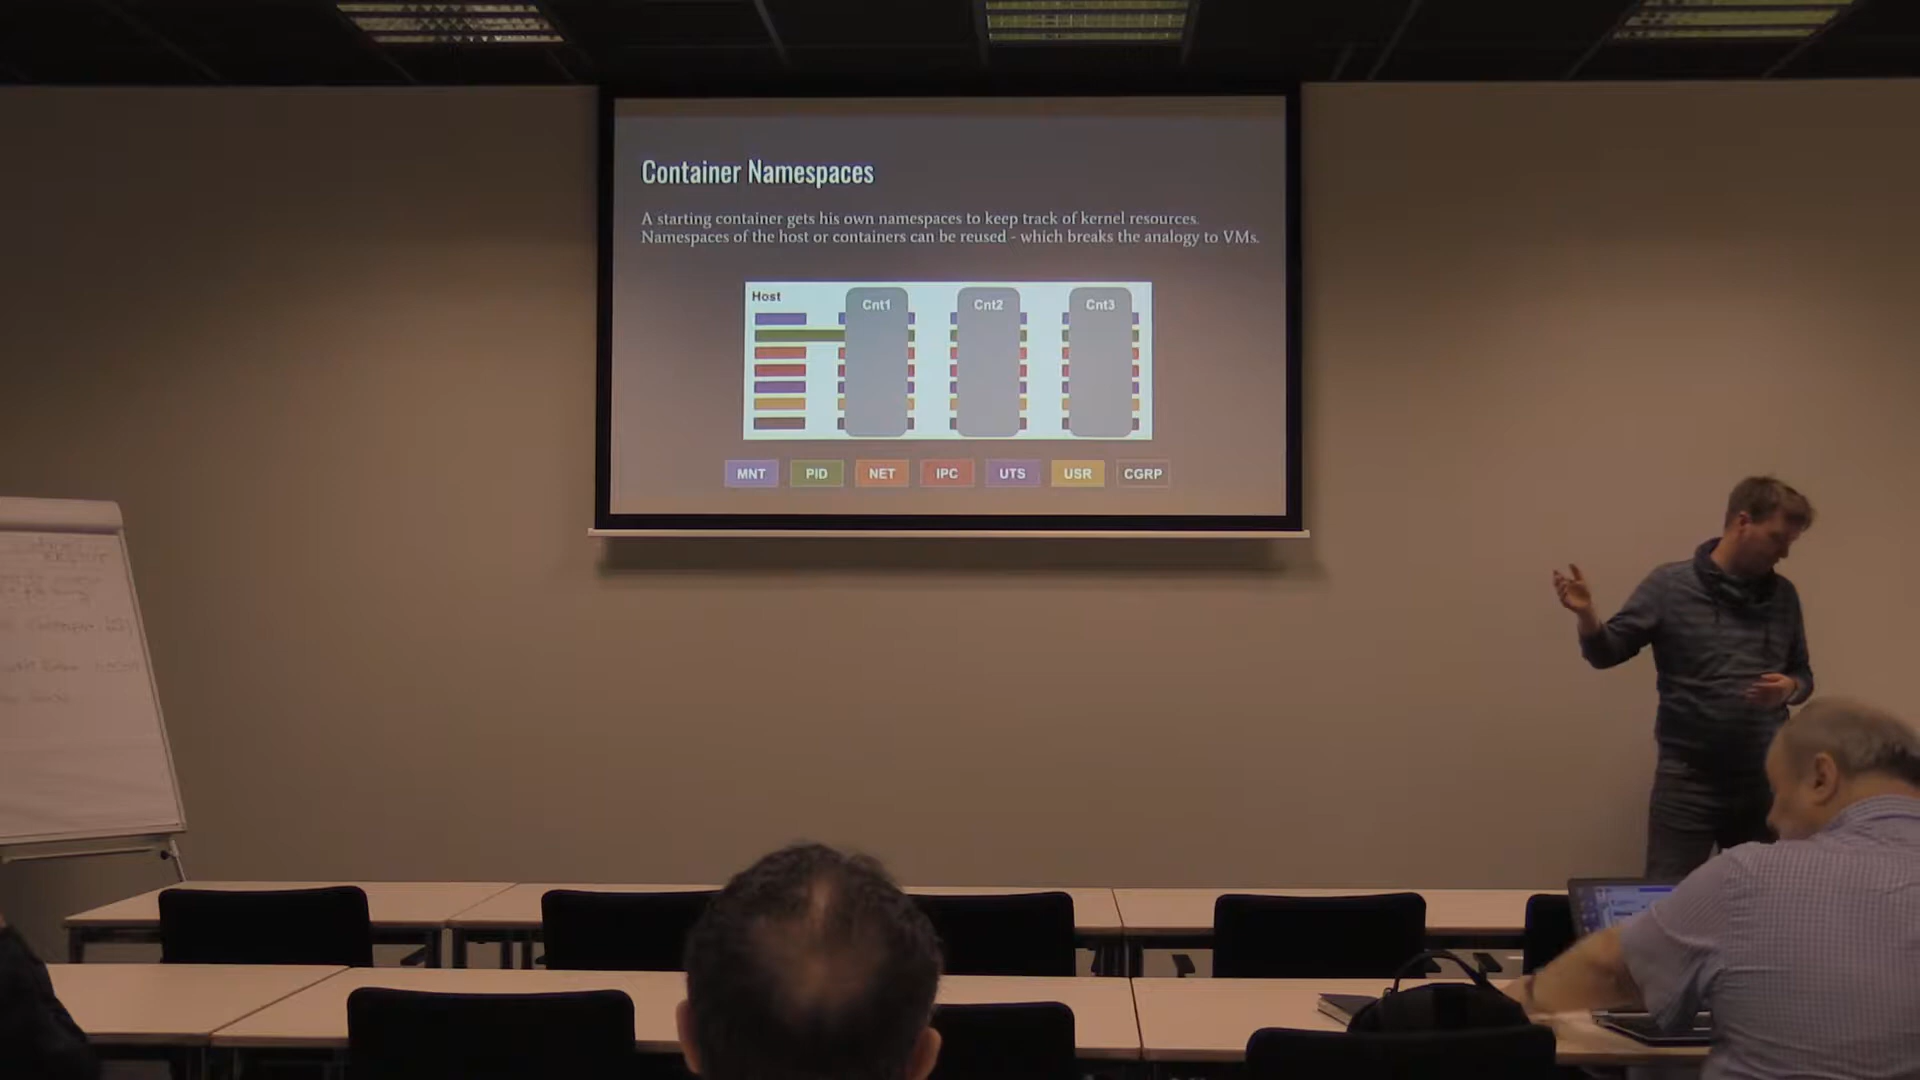 Container Namespaces
A starting container gets his own namespaces to keep track of kernel resources.
Namespaces of the host or containers can be reused - which breaks the analogy to VMs.
Host
Cnt1 Cnt2 Cnt3
MNT PID NET IPC UTS USR CGRP